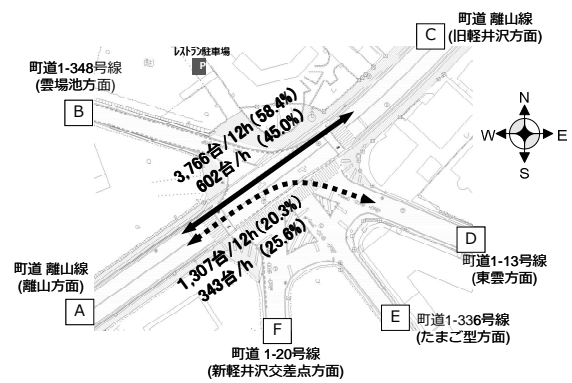 町道 離山線
(旧軽井沢方面)
C
レストラン駐車場
P
町道1-348号線
(雲場池方面)
B
3,766台/12h(58.4%)
602台/h (45.0%)
N
W
E
S
1,307台/12h(20.3%)
343台/h (25.6%)
D
町道1-13号線
(東雲方面)
町道 離山線
(離山方面)
A
E
町道1-336号線
(たまご型方面)
F
町道 1-20号線
(新軽井沢交差点方面)